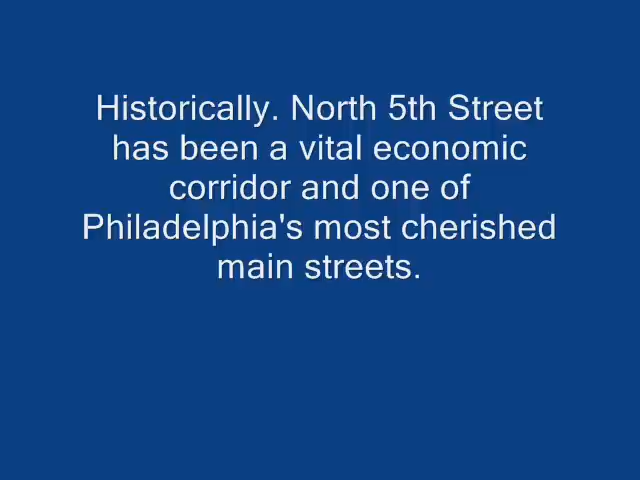 Historically. North 5th Street
has been a vital economic
corridor and one of
Philadelphia's most cherished
main streets.